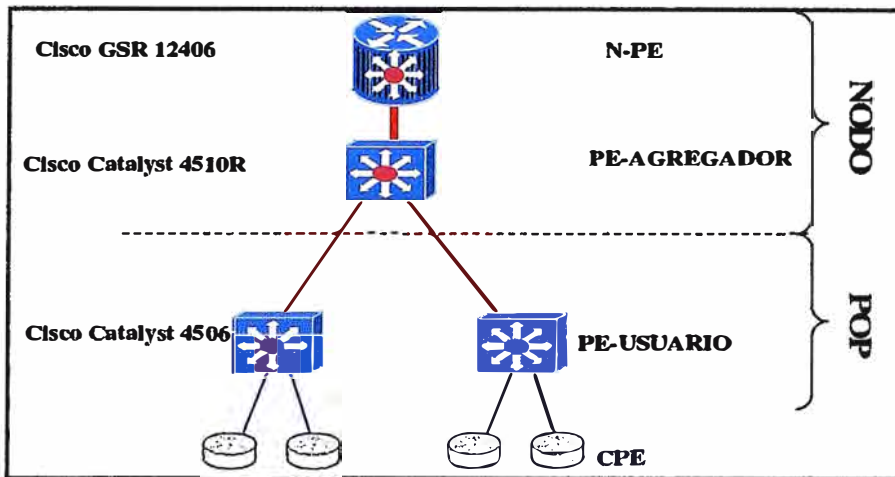 Cisco GSR 12406
N-PE
NODO
Cisco Catalyst 4510R
PE-AGREGADOR
Cisco Catalyst 4506
PE-USUARIO
POP
CPE